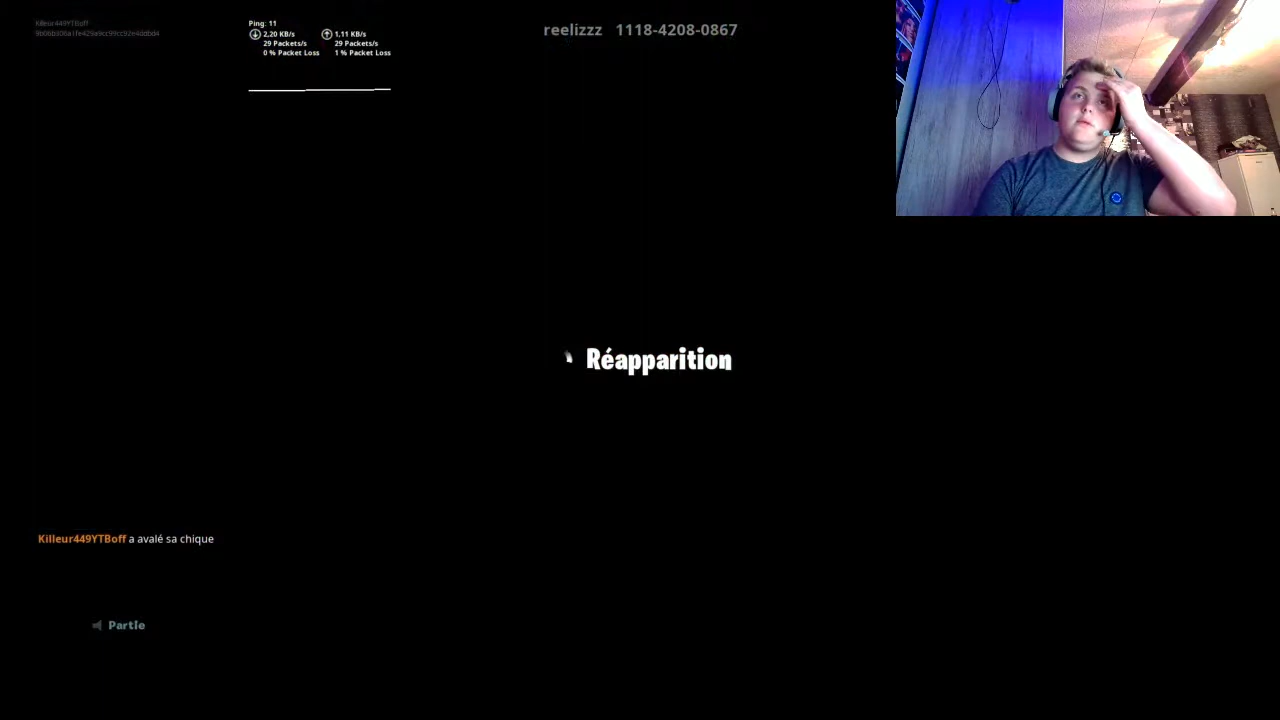 Killeur449YTBoff
Ping: 11
2,20 KB/s
1,11 KB/s
29 Packets/s
29 Packets/s
0 % Packet Loss
1 % Packet Loss
reelizzz 1118-4208-0867
Réapparition
Killeur449YTBoff a avalé sa chique
Partie